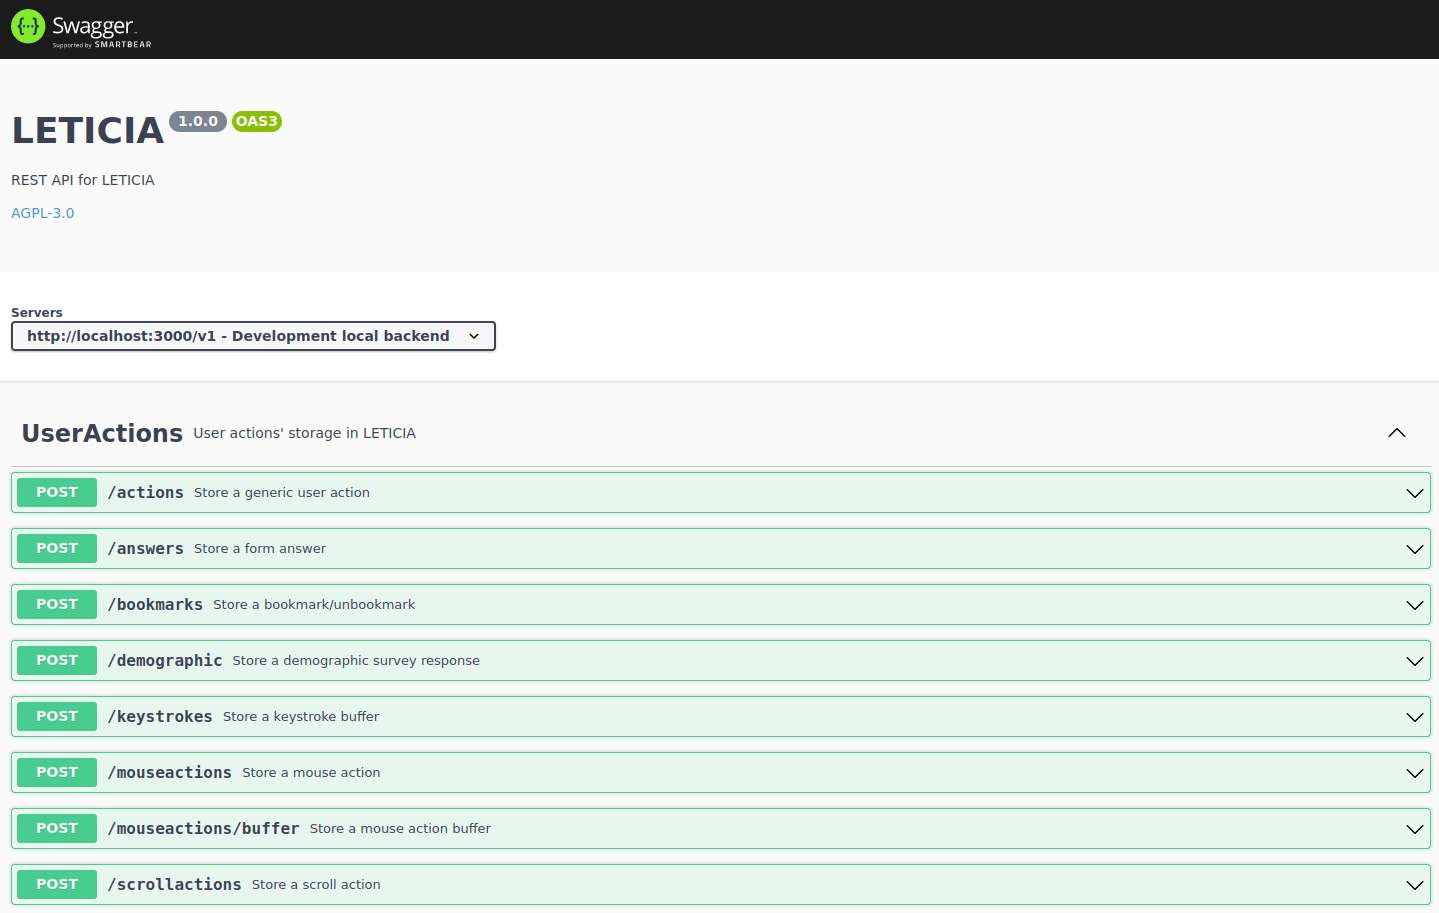 {···} Swagger
Supported by SMARTBEAR
LETICIA 1.0.0 OAS3
REST API for LETICIA
AGPL-3.0
Servers
http://localhost:3000/v1 - Development local backend
UserActions User actions' storage in LETICIA
POST /actions Store a generic user action
POST /answers Store a form answer
POST /bookmarks Store a bookmark/unbookmark
POST /demographic Store a demographic survey response
POST /keystrokes Store a keystroke buffer
POST /mouseactions Store a mouse action
POST /mouseactions/buffer Store a mouse action buffer
POST /scrollactions Store a scroll action